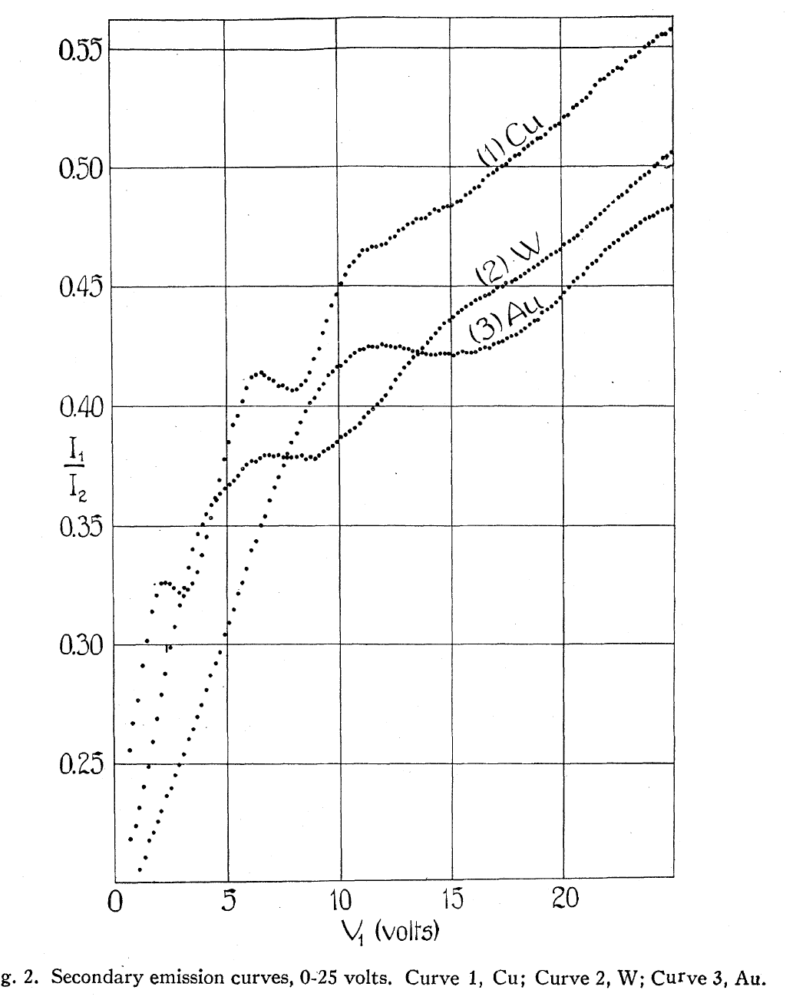 0.55
0.50
0.45
0.40
0.35
0.30
0.25
I₁
I₂
(1) Cu
(2) W
(3) Au
0 5 10 15 20
V₁ (volts)
g. 2. Secondary emission curves, 0-25 volts. Curve 1, Cu; Curve 2, W; Curve 3, Au.